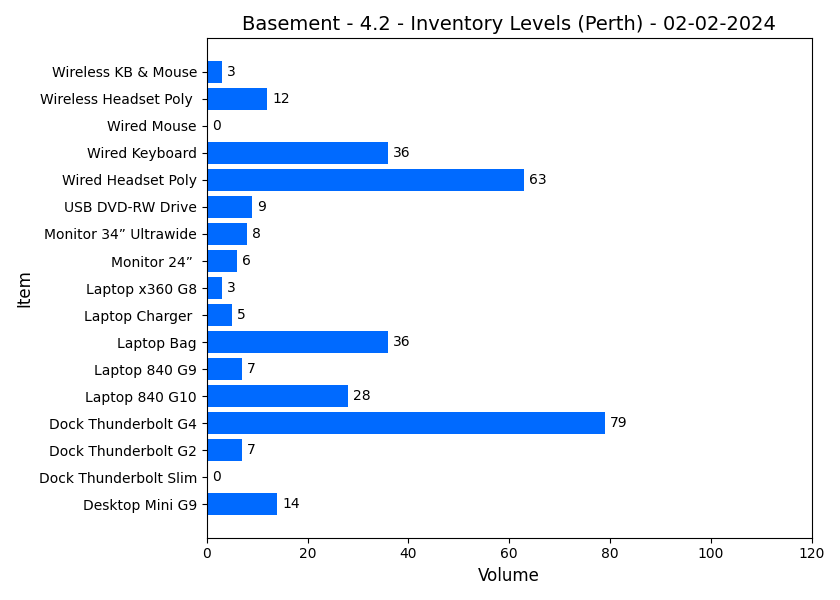 Basement - 4.2 - Inventory Levels (Perth) - 02-02-2024
Wireless KB & Mouse 3
Wireless Headset Poly 12
Wired Mouse 0
Wired Keyboard 36
Wired Headset Poly 63
USB DVD-RW Drive 9
Monitor 34” Ultrawide 8
Monitor 24” 6
Laptop x360 G8 3
Laptop Charger 5
Laptop Bag 36
Laptop 840 G9 7
Laptop 840 G10 28
Dock Thunderbolt G4 79
Dock Thunderbolt G2 7
Dock Thunderbolt Slim 0
Desktop Mini G9 14
Item
0 20 40 60 80 100 120
Volume